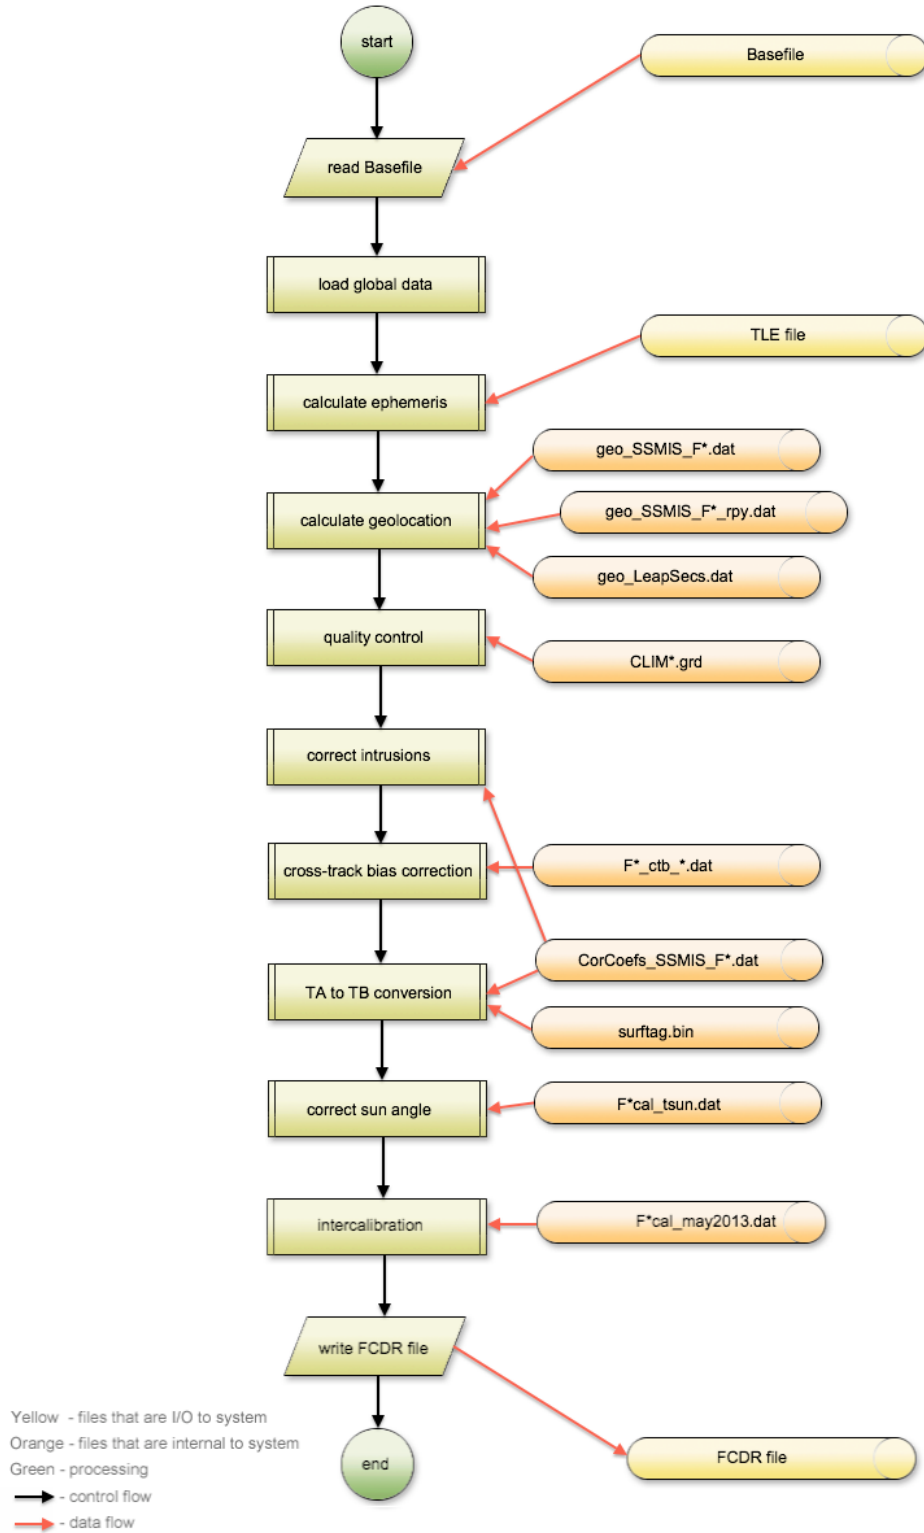 start
Basefile
read Basefile
load global data
TLE file
calculate ephemeris
geo_SSMIS_F*.dat
geo_SSMIS_F*_rpy.dat
calculate geolocation
geo_LeapSecs.dat
quality control
CLIM*.grd
correct intrusions
cross-track bias correction
F*_ctb_*.dat
CorCoefs_SSMIS_F*.dat
TA to TB conversion
surftag.bin
correct sun angle
F*cal_tsun.dat
intercalibration
F*cal_may2013.dat
write FCDR file
Yellow - files that are I/O to system
Orange - files that are internal to system
Green - processing
- control flow
- data flow
end
FCDR file